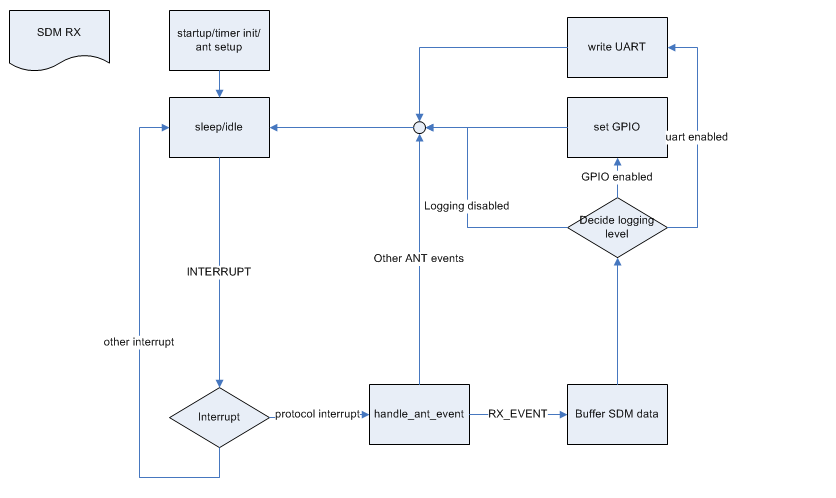 SDM RX
startup/timer init/
ant setup
write UART
sleep/idle
set GPIO
uart enabled
GPIO enabled
Logging disabled
Decide logging
level
Other ANT events
INTERRUPT
other interrupt
Interrupt
protocol interrupt
handle_ant_event
RX_EVENT
Buffer SDM data